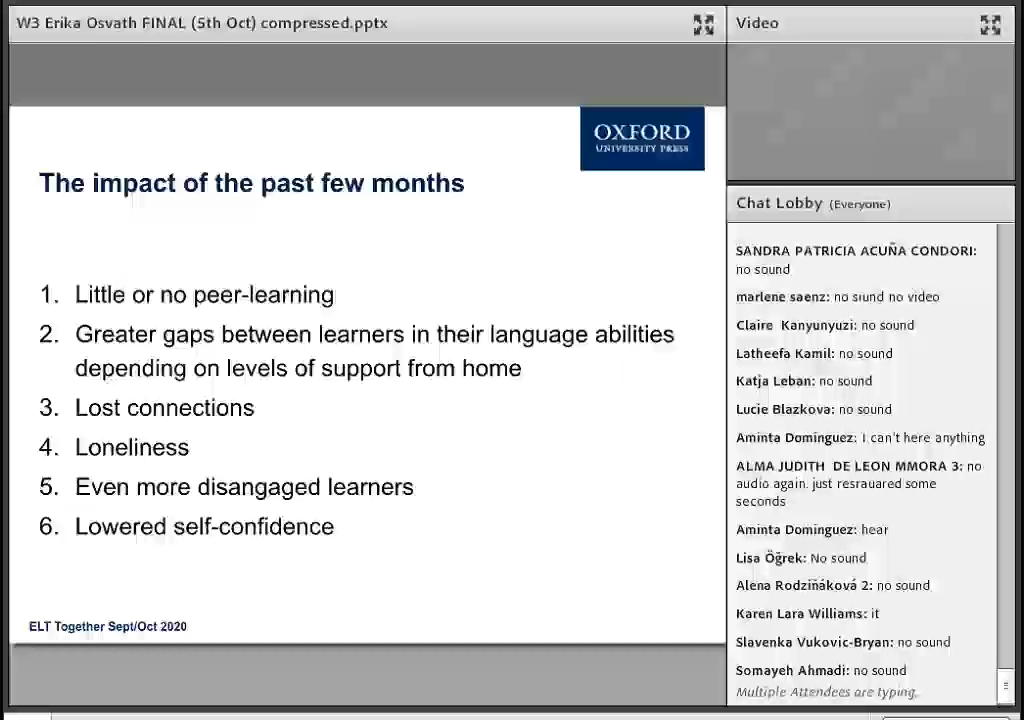 W3 Erika Osvath FINAL (5th Oct) compressed.pptx
OXFORD
UNIVERSITY PRESS
The impact of the past few months
1. Little or no peer-learning
2. Greater gaps between learners in their language abilities
depending on levels of support from home
3. Lost connections
4. Loneliness
5. Even more disangaged learners
6. Lowered self-confidence
ELT Together Sept/Oct 2020
Video
Chat Lobby (Everyone)
SANDRA PATRICIA ACUÑA CONDORI:
no sound
marlene saenz: no siund no video
Claire Kanyunyuzi: no sound
Latheefa Kamil: no sound
Katja Leban: no sound
Lucie Blazkova: no sound
Aminta Dominguez: I can't here anything
ALMA JUDITH DE LEON MMORA 3: no
audio again. just resrauared some
seconds
Aminta Dominguez: hear
Lisa Öğrek: No sound
Alena Rodziňáková 2: no sound
Karen Lara Williams: it
Slavenka Vukovic-Bryan: no sound
Somayeh Ahmadi: no sound
Multiple Attendees are typing.